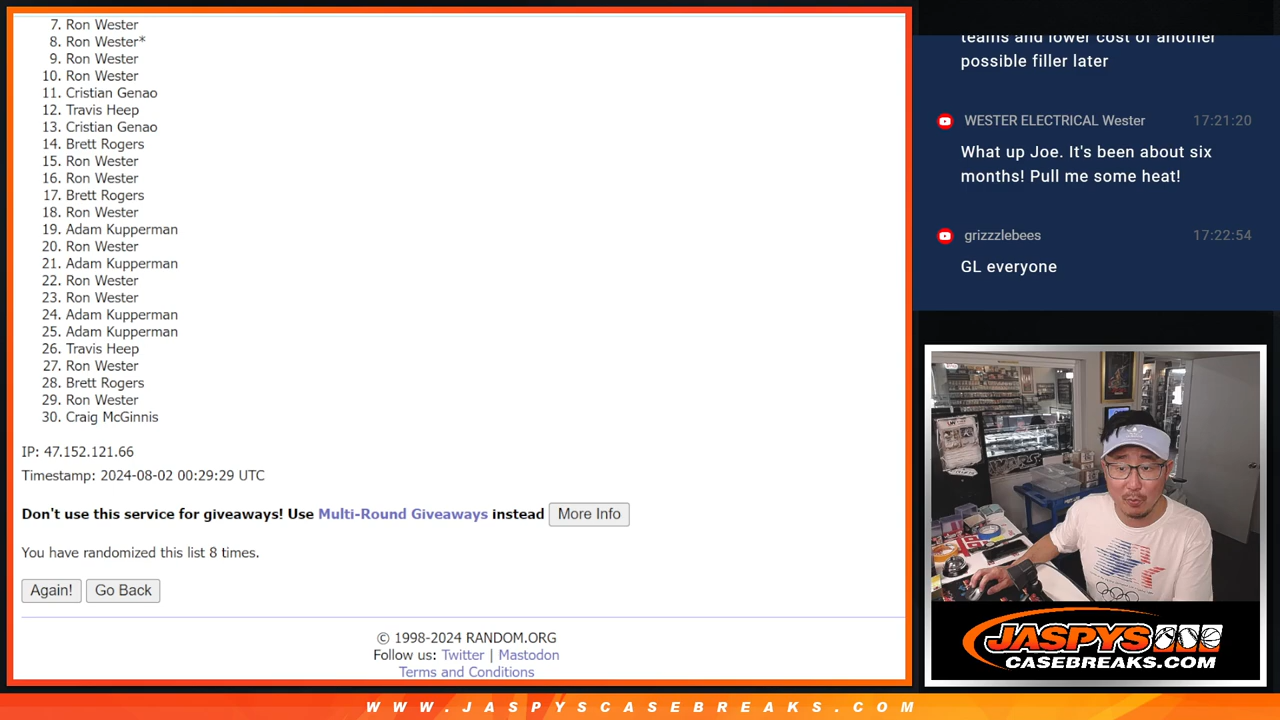 7. Ron Wester
8. Ron Wester*
9. Ron Wester
10. Ron Wester
11. Cristian Genao
12. Travis Heep
13. Cristian Genao
14. Brett Rogers
15. Ron Wester
16. Ron Wester
17. Brett Rogers
18. Ron Wester
19. Adam Kupperman
20. Ron Wester
21. Adam Kupperman
22. Ron Wester
23. Ron Wester
24. Adam Kupperman
25. Adam Kupperman
26. Travis Heep
27. Ron Wester
28. Brett Rogers
29. Ron Wester
30. Craig McGinnis
IP: 47.152.121.66
Timestamp: 2024-08-02 00:29:29 UTC
Don't use this service for giveaways! Use Multi-Round Giveaways instead More Info
You have randomized this list 8 times.
Again! Go Back
© 1998-2024 RANDOM.ORG
Follow us: Twitter | Mastodon
Terms and Conditions
teams and lower cost of another
possible filler later
WESTER ELECTRICAL Wester 17:21:20
What up Joe. It's been about six
months! Pull me some heat!
grizzzlebees 17:22:54
GL everyone
JASPYS
CASEBREAKS.COM
WWW.JASPYSCASEBREAKS.COM